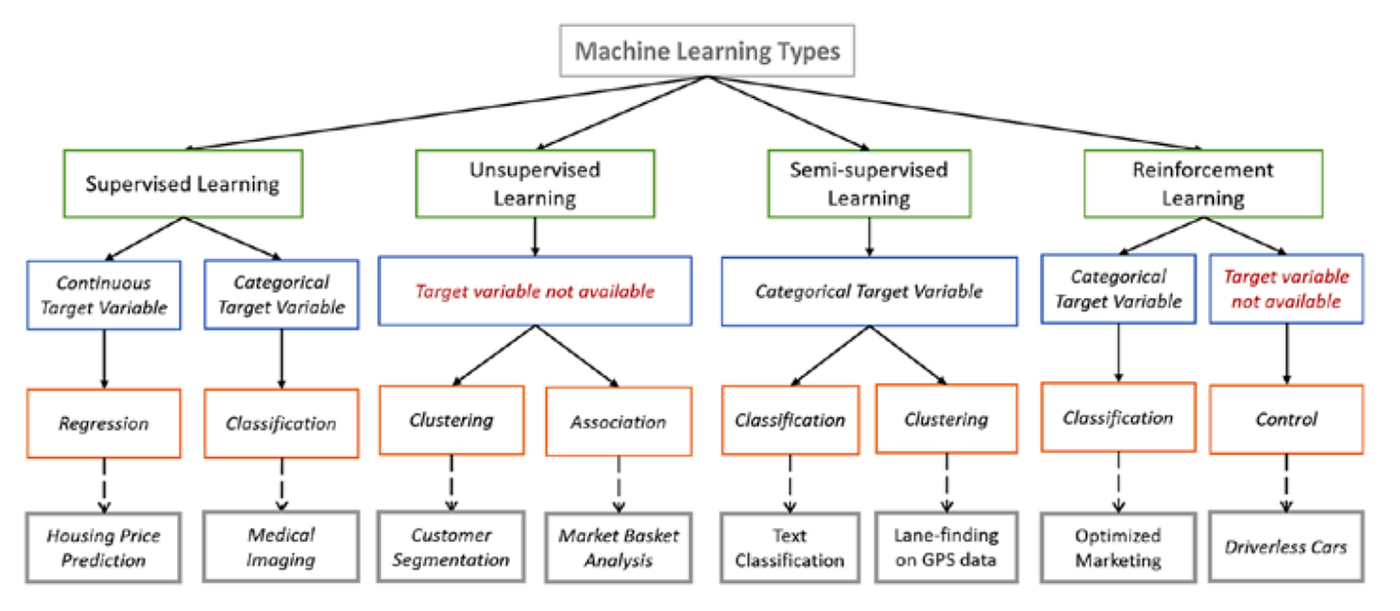 Machine Learning Types
Supervised Learning
Unsupervised
Learning
Semi-supervised
Learning
Reinforcement
Learning
Continuous
Target Variable
Categorical
Target Variable
Target variable not available
Categorical Target Variable
Categorical
Target Variable
Target variable
not available
Regression
Classification
Clustering
Association
Classification
Clustering
Classification
Control
Housing Price
Prediction
Medical
Imaging
Customer
Segmentation
Market Basket
Analysis
Text
Classification
Lane-finding
on GPS data
Optimized
Marketing
Driverless Cars